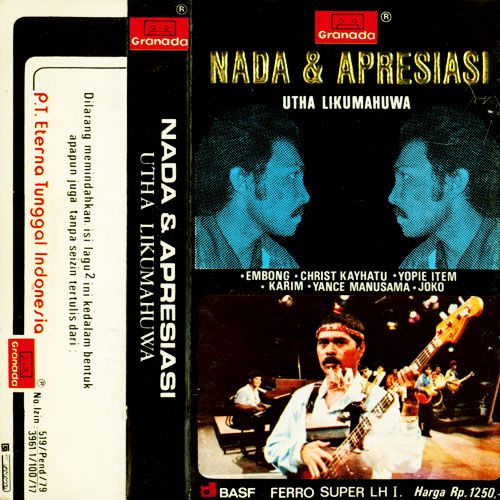 Granada ®
NADA & APRESIASI
UTHA LIKUMAHUWA
·EMBONG ·CHRIST KAYHATU ·YOPIE ITEM
·KARIM ·YANCE MANUSAMA ·JOKO
BASF FERRO SUPER LH I. Harga Rp. 1250
® Granada
NADA & APRESIASI
UTHA LIKUMAHUWA
Dilarang memindahkan isi lagu2 ini kedalam bentuk
apapun juga tanpa seizin tertulis dari :
P.T. Eterna Tunggal Indonesia
Granada ®
No. Izin : 519/Pend/79
3961.1/100/17